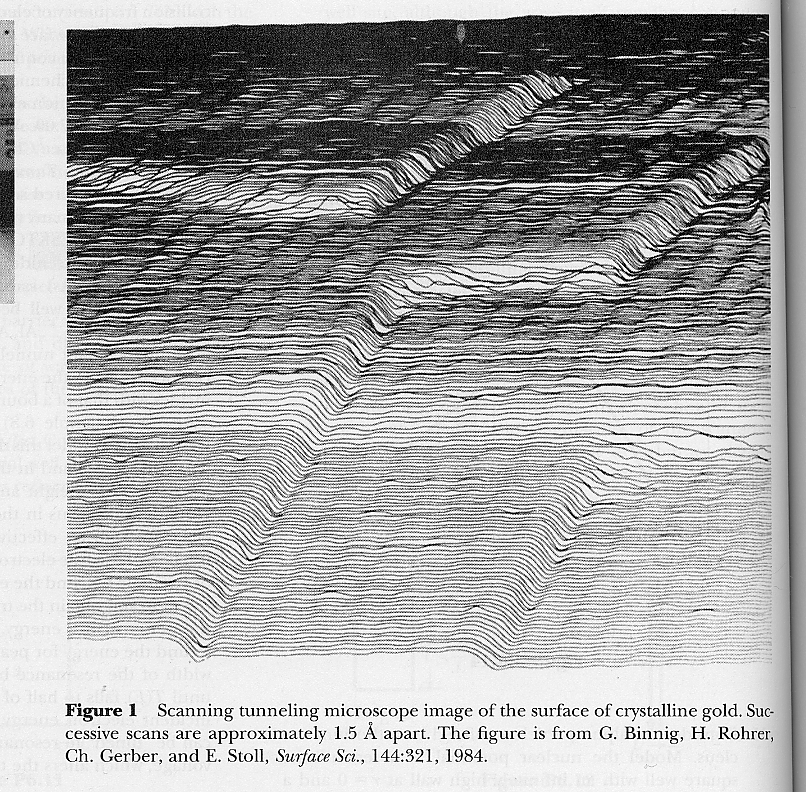 Figure 1 Scanning tunneling microscope image of the surface of crystalline gold. Suc-
cessive scans are approximately 1.5 Å apart. The figure is from G. Binnig, H. Rohrer,
Ch. Gerber, and E. Stoll, Surface Sci., 144:321, 1984.